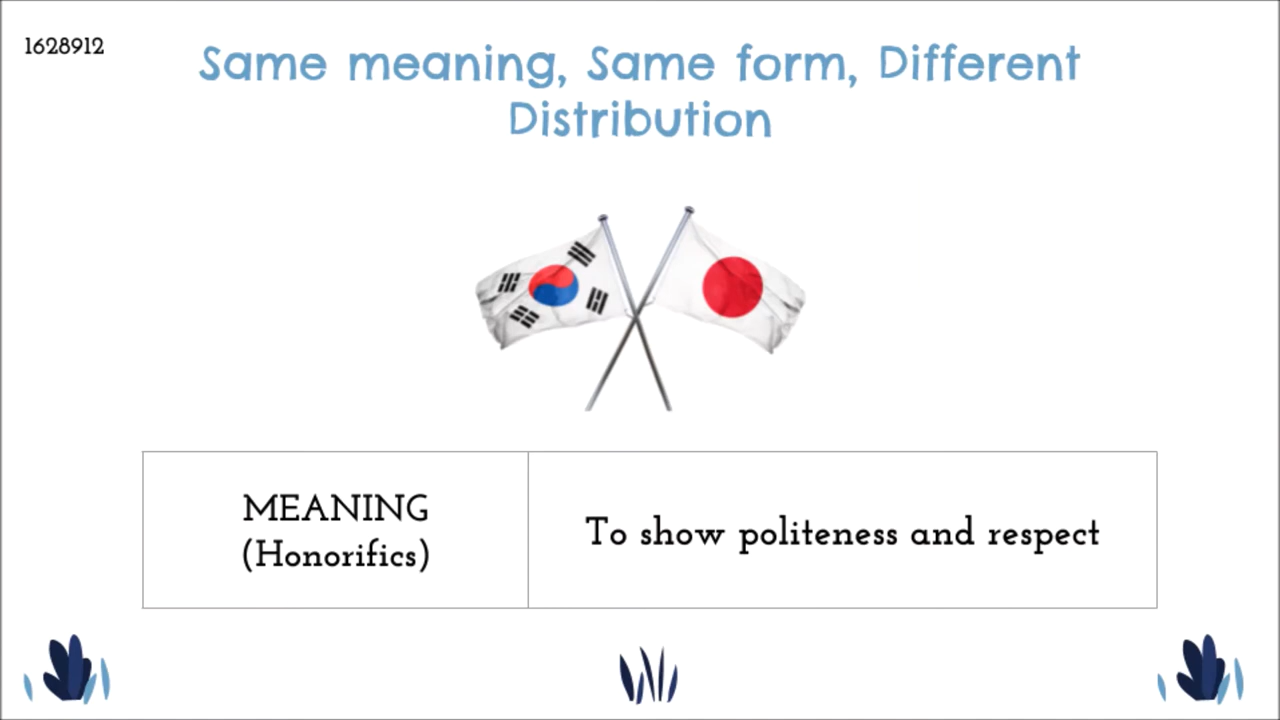 1628912
Same meaning, Same form, Different
Distribution
MEANING
(Honorifics)
To show politeness and respect